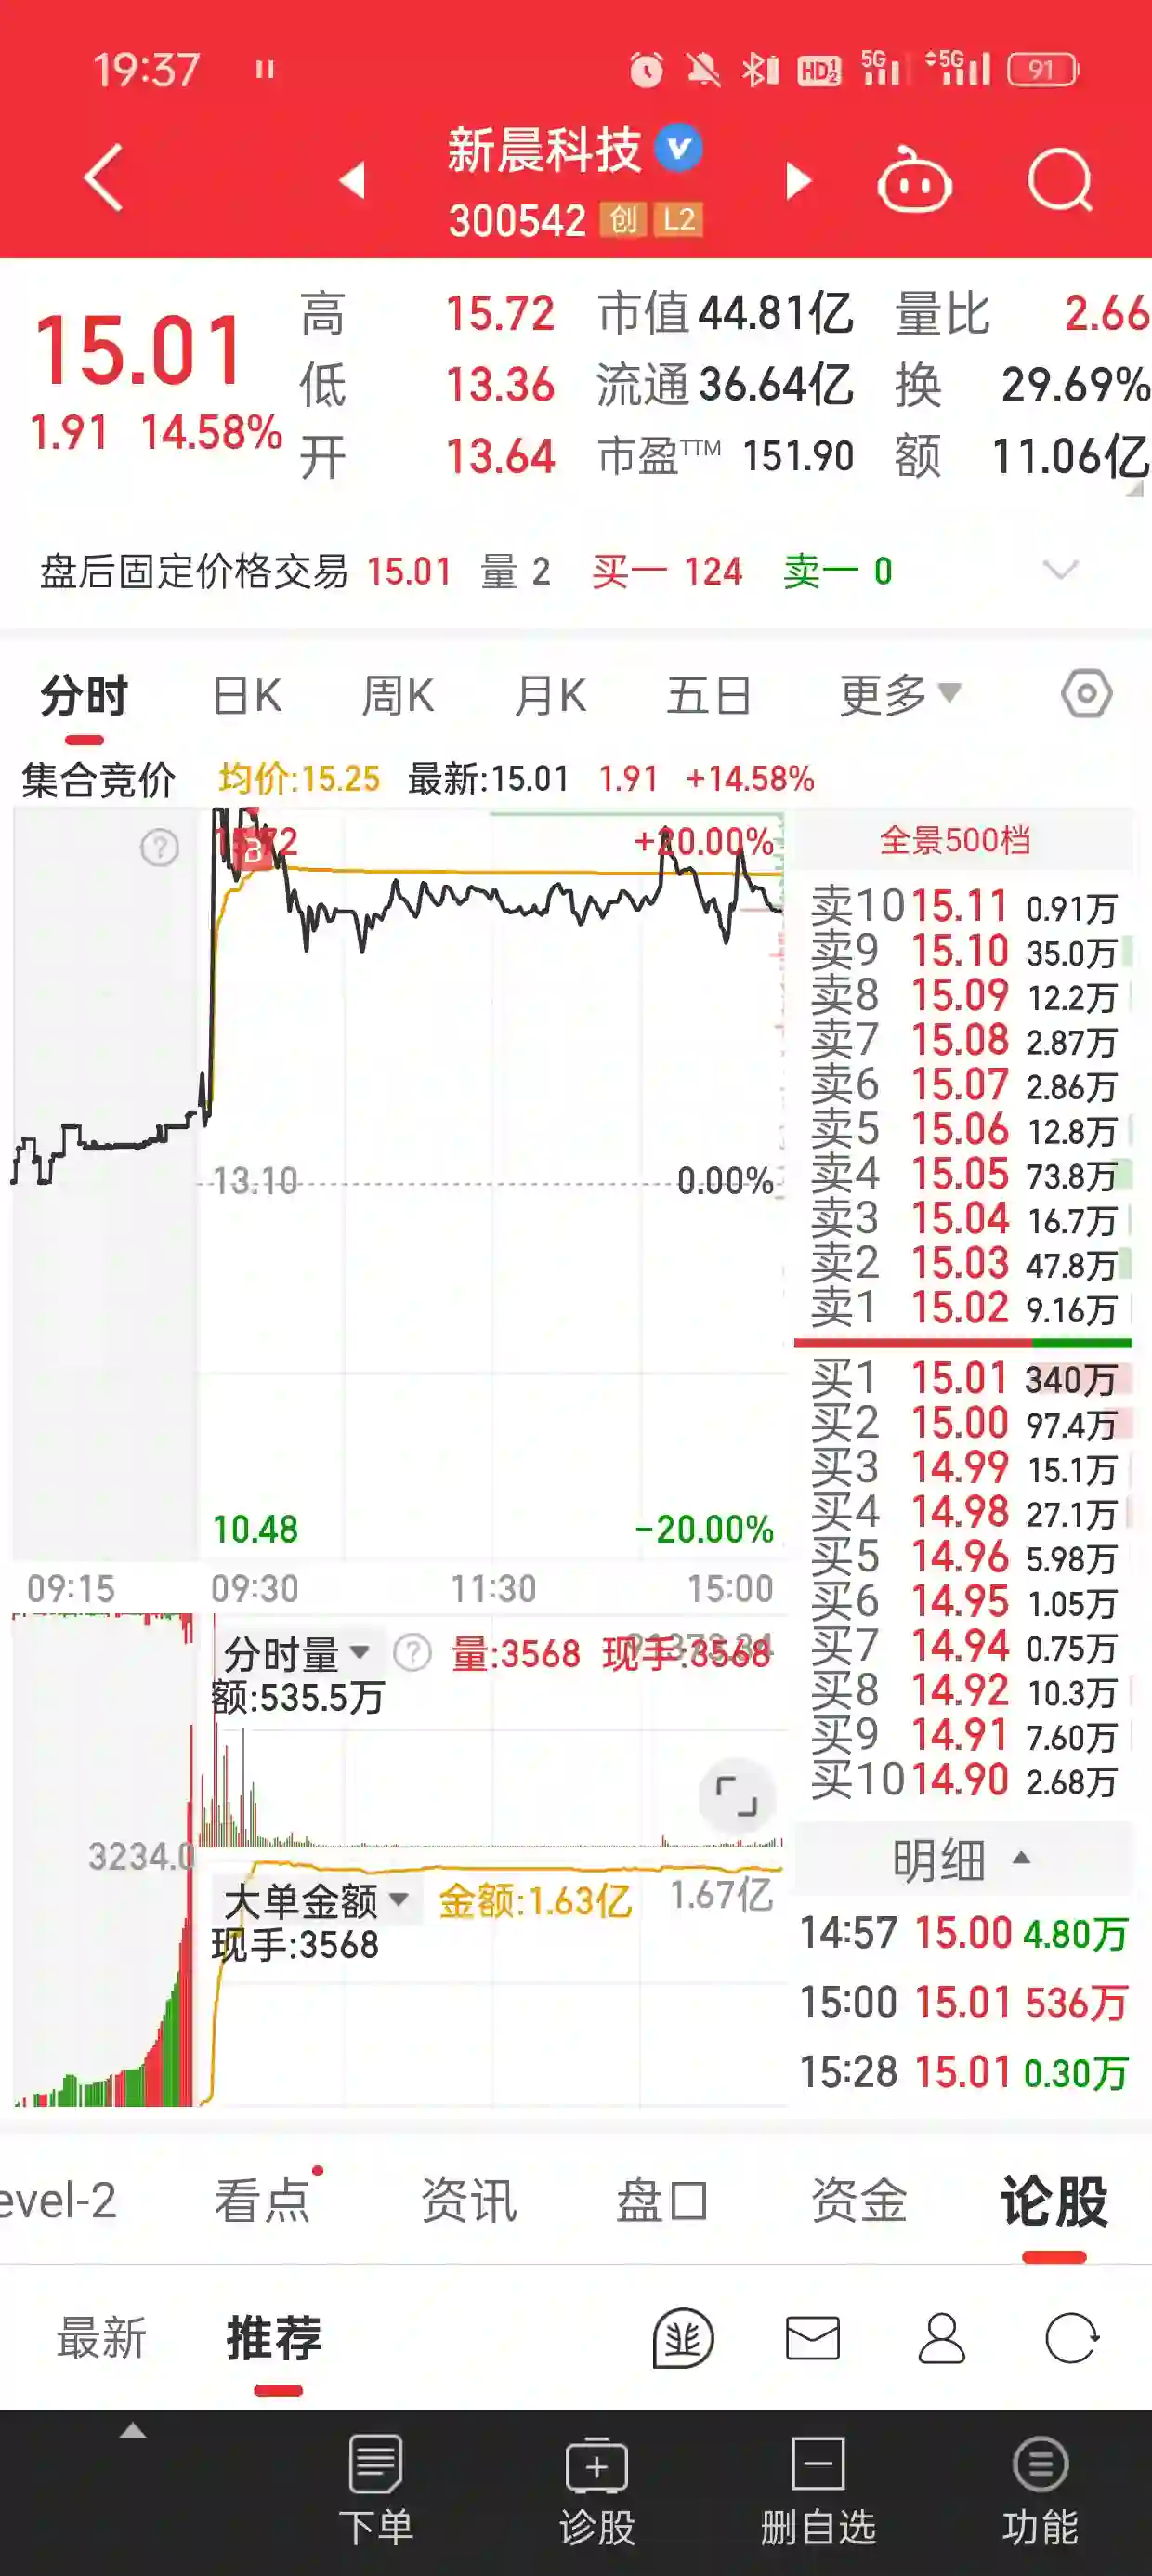 19:37
HD1 2 5G 5G 91
新晨科技
300542 创 L2
15.01
1.91 14.58%
高 15.72 市值 44.81亿 量比 2.66
低 13.36 流通 36.64亿 换 29.69%
开 13.64 市盈TTM 151.90 额 11.06亿
盘后固定价格交易 15.01 量 2 买一 124 卖一 0
分时 日K 周K 月K 五日 更多
集合竞价 均价:15.25 最新:15.01 1.91 +14.58%
15.72 B +20.00%
13.10 0.00%
10.48 -20.00%
09:15 09:30 11:30 15:00
全景500档
卖10 15.11 0.91万
卖9 15.10 35.0万
卖8 15.09 12.2万
卖7 15.08 2.87万
卖6 15.07 2.86万
卖5 15.06 12.8万
卖4 15.05 73.8万
卖3 15.04 16.7万
卖2 15.03 47.8万
卖1 15.02 9.16万
买1 15.01 340万
买2 15.00 97.4万
买3 14.99 15.1万
买4 14.98 27.1万
买5 14.96 5.98万
买6 14.95 1.05万
买7 14.94 0.75万
买8 14.92 10.3万
买9 14.91 7.60万
买10 14.90 2.68万
分时量 ? 量:3568 现手:3568
额:535.5万
3234.0
大单金额 金额:1.63亿 1.67亿
现手:3568
明细
14:57 15.00 4.80万
15:00 15.01 536万
15:28 15.01 0.30万
evel-2 看点 资讯 盘口 资金 论股
最新 推荐
下单 诊股 删自选 功能